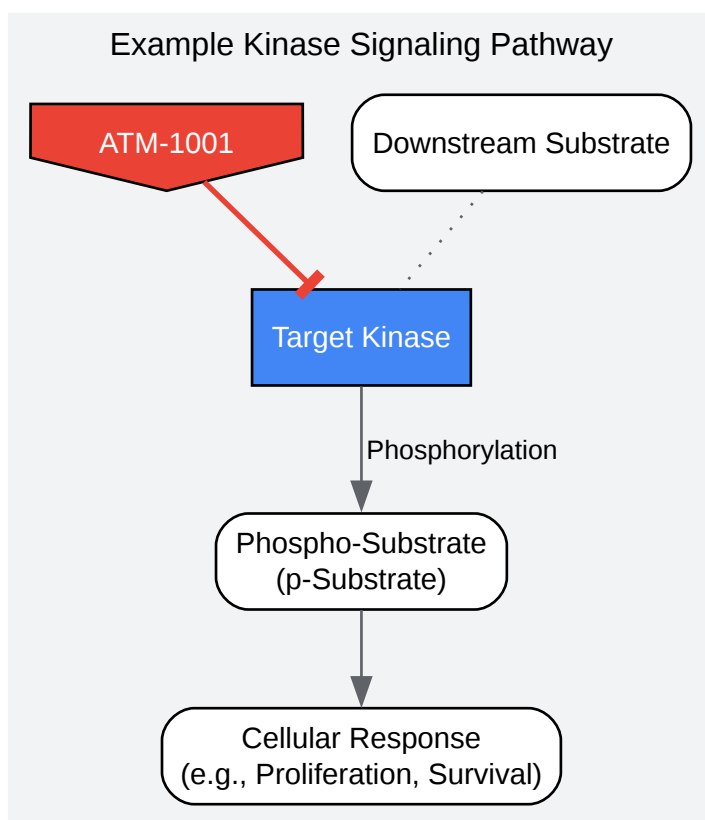 Example Kinase Signaling Pathway
ATM-1001
Downstream Substrate
Target Kinase
Phosphorylation
Phospho-Substrate
(p-Substrate)
Cellular Response
(e.g., Proliferation, Survival)